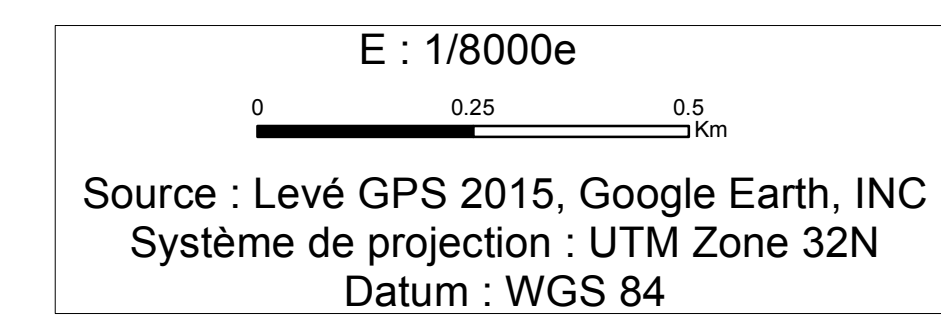 E : 1/8000e
0 0.25 0.5
Km
Source : Levé GPS 2015, Google Earth, INC
Système de projection : UTM Zone 32N
Datum : WGS 84